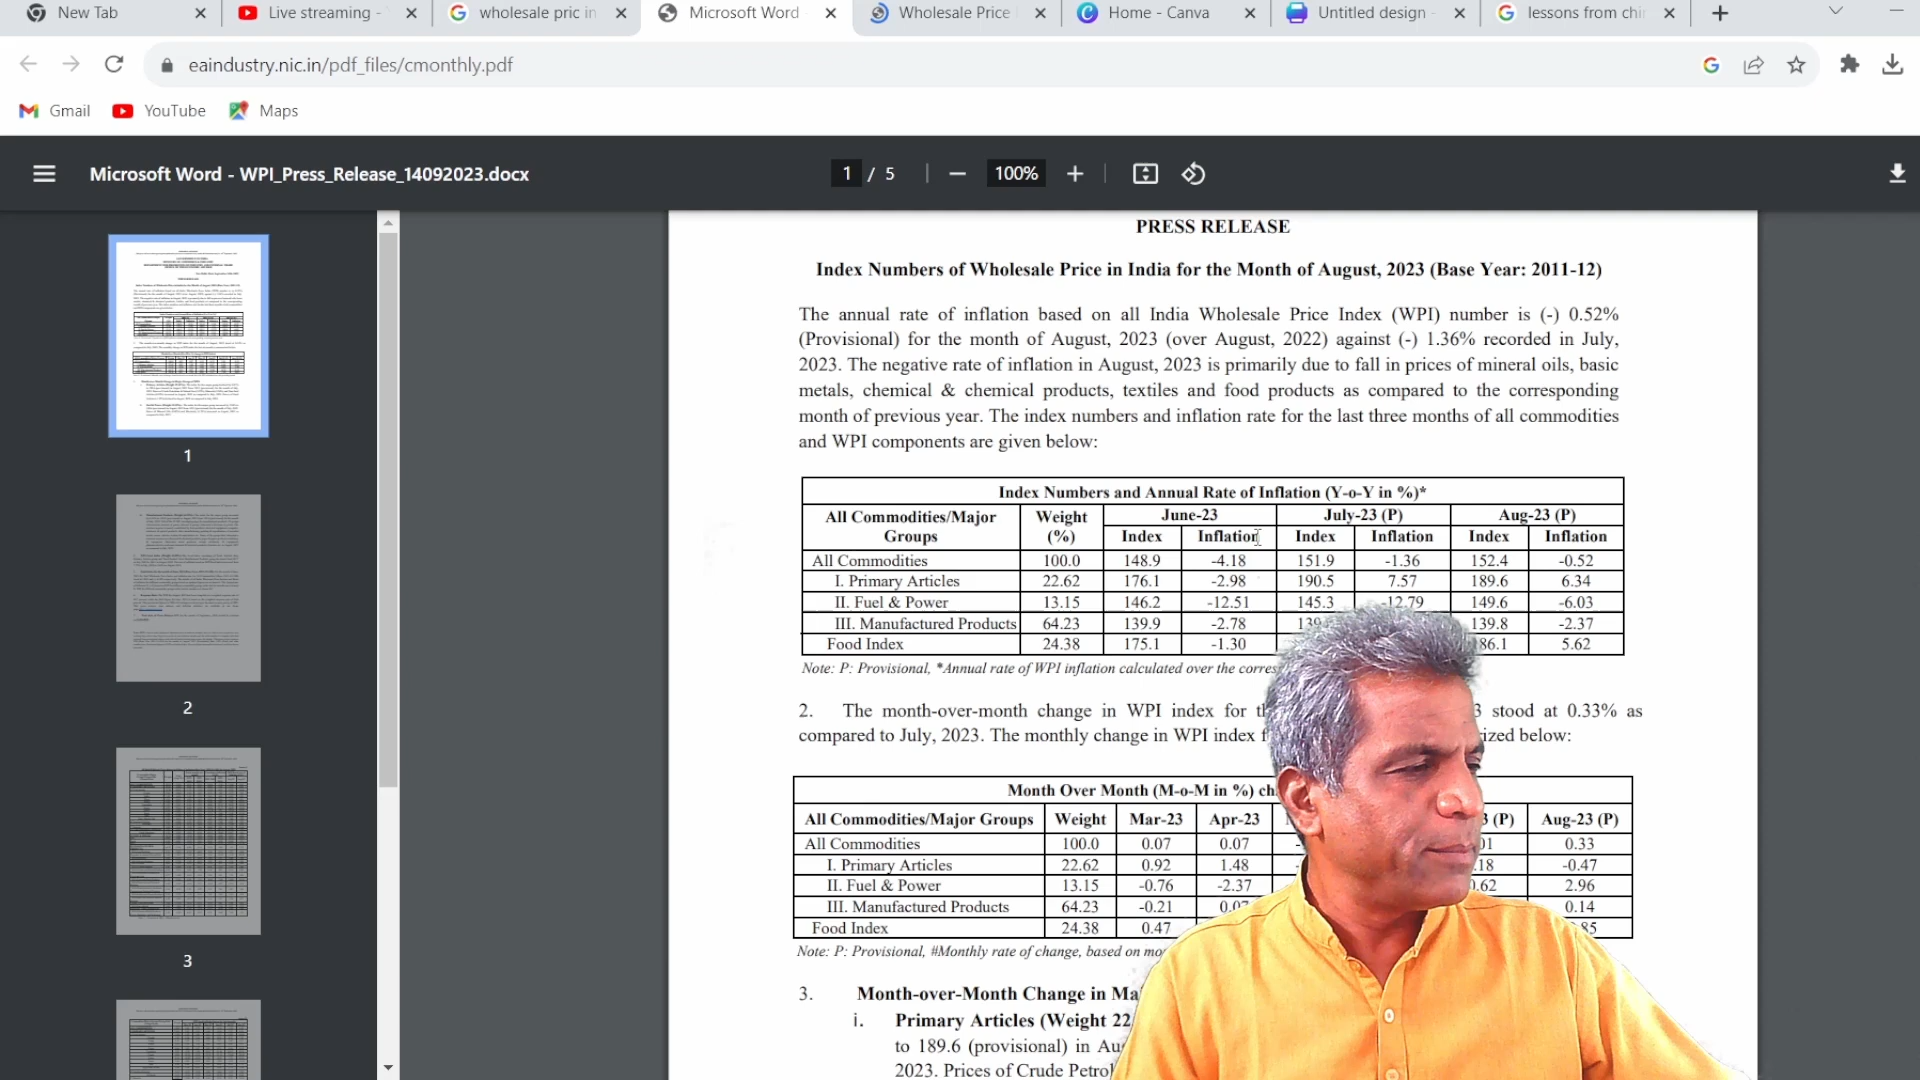 New Tab
Live streaming -
wholesale pric in
Microsoft Word
Wholesale Price
Home - Canva
Untitled design -
lessons from chi
eaindustry.nic.in/pdf_files/cmonthly.pdf
Gmail YouTube Maps
Microsoft Word - WPI_Press_Release_14092023.docx
1 / 5
100%
1
2
3
PRESS RELEASE
Index Numbers of Wholesale Price in India for the Month of August, 2023 (Base Year: 2011-12)
The annual rate of inflation based on all India Wholesale Price Index (WPI) number is (-) 0.52%
(Provisional) for the month of August, 2023 (over August, 2022) against (-) 1.36% recorded in July,
2023. The negative rate of inflation in August, 2023 is primarily due to fall in prices of mineral oils, basic
metals, chemical & chemical products, textiles and food products as compared to the corresponding
month of previous year. The index numbers and inflation rate for the last three months of all commodities
and WPI components are given below:
Index Numbers and Annual Rate of Inflation (Y-o-Y in %)*
All Commodities/Major Groups Weight (%) June-23 July-23 (P) Aug-23 (P)
Index Inflation Index Inflation Index Inflation
All Commodities 100.0 148.9 -4.18 151.9 -1.36 152.4 -0.52
I. Primary Articles 22.62 176.1 -2.98 190.5 7.57 189.6 6.34
II. Fuel & Power 13.15 146.2 -12.51 145.3 -12.79 149.6 -6.03
III. Manufactured Products 64.23 139.9 -2.78 139.8 -2.37
Food Index 24.38 175.1 -1.30 186.1 5.62
Note: P: Provisional, *Annual rate of WPI inflation calculated over the
2. The month-over-month change in WPI index for stood at 0.33% as
compared to July, 2023. The monthly change in WPI index below:
Month Over Month (M-o-M in %)
All Commodities/Major Groups Weight Mar-23 Apr-23 (P) Aug-23 (P)
All Commodities 100.0 0.07 0.07 0.33
I. Primary Articles 22.62 0.92 1.48 -0.47
II. Fuel & Power 13.15 -0.76 -2.37 2.96
III. Manufactured Products 64.23 -0.21 0.07 0.14
Food Index 24.38 0.47
Note: P: Provisional, #Monthly rate of change, based on
3. Month-over-Month Change in
i. Primary Articles (Weight 22
to 189.6 (provisional) in
2023. Prices of Crude